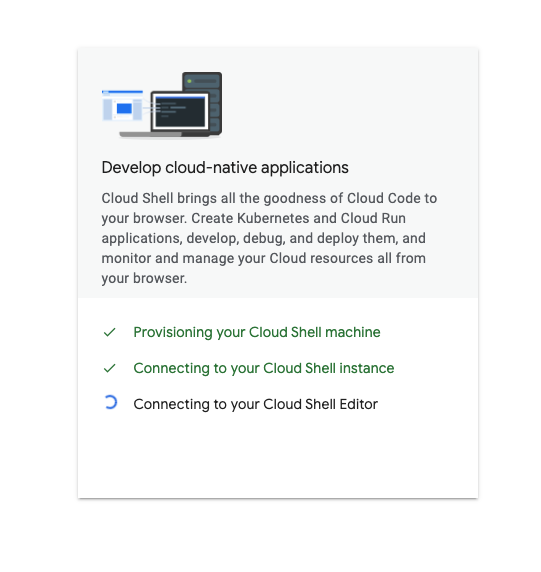 Develop cloud-native applications
Cloud Shell brings all the goodness of Cloud Code to
your browser. Create Kubernetes and Cloud Run
applications, develop, debug, and deploy them, and
monitor and manage your Cloud resources all from
your browser.
Provisioning your Cloud Shell machine
Connecting to your Cloud Shell instance
Connecting to your Cloud Shell Editor